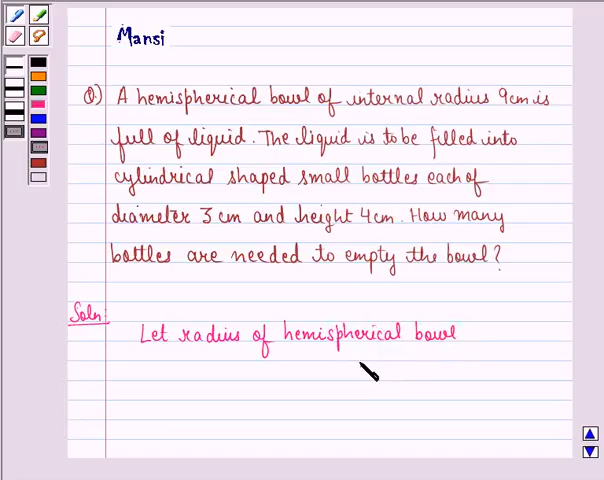 Mansi
Q.) A hemispherical bowl of internal radius 9cm is
full of liquid. The liquid is to be filled into
cylindrical shaped small bottles each of
diameter 3 cm and height 4cm. How many
bottles are needed to empty the bowl?
Soln:
Let radius of hemispherical bowl